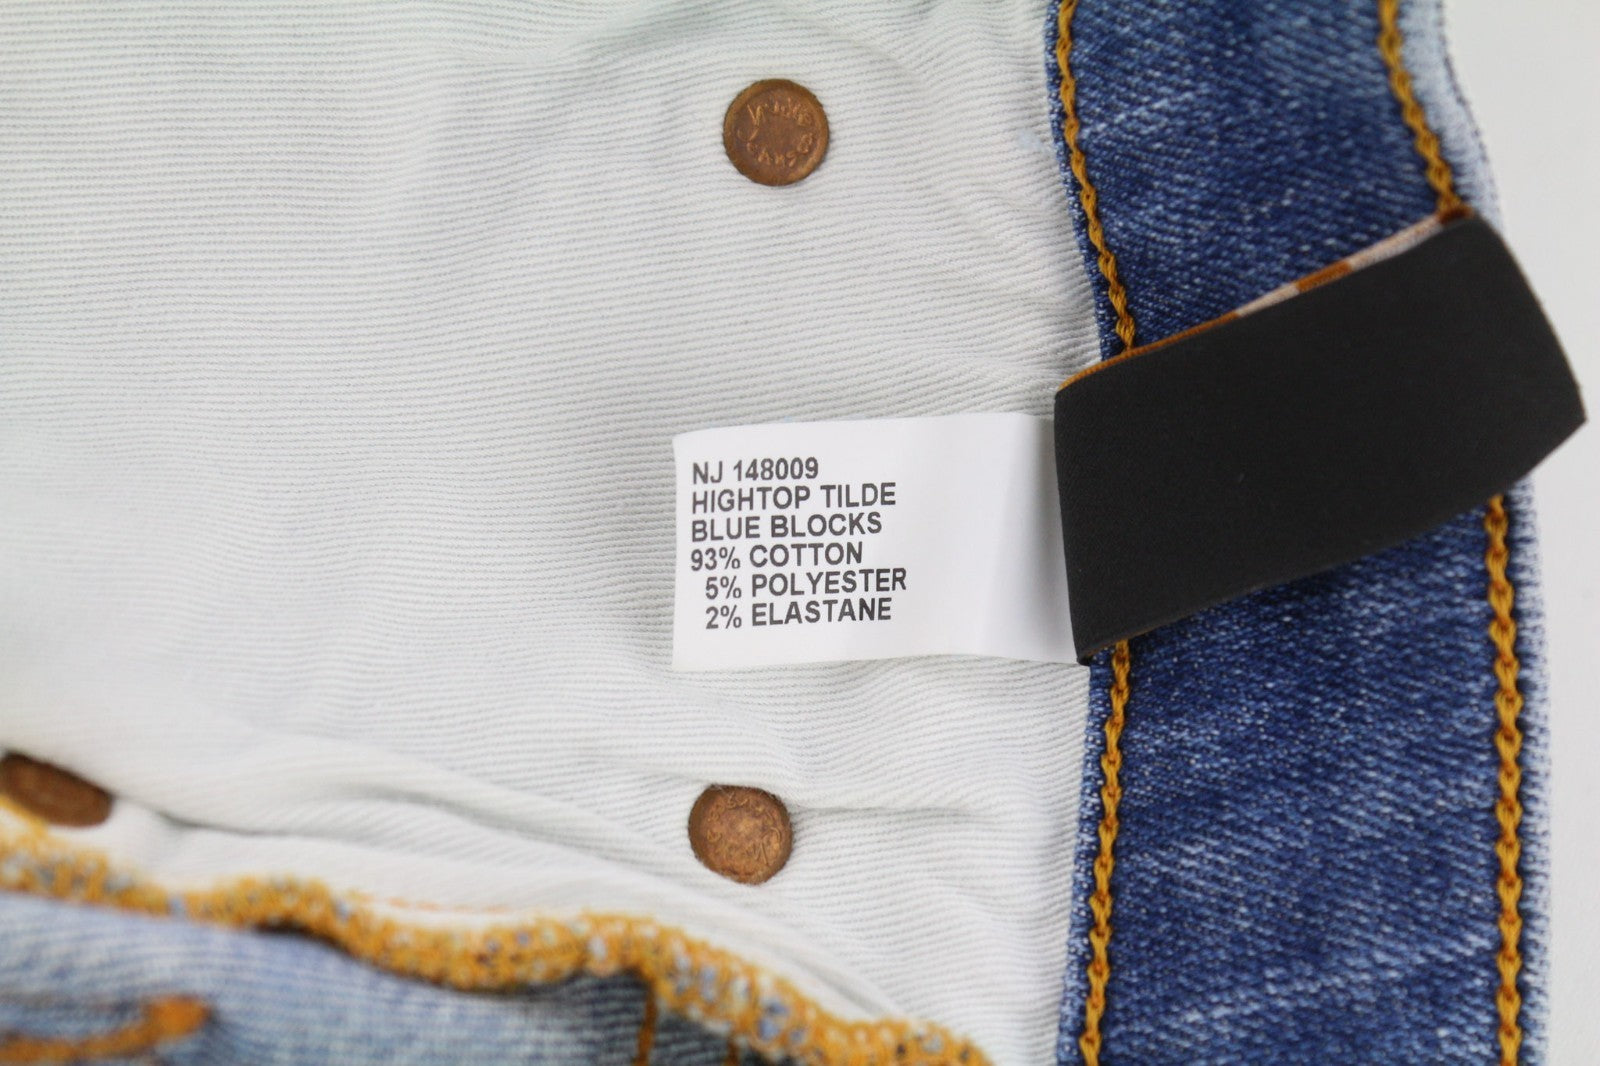 NJ 148009
HIGHTOP TILDE
BLUE BLOCKS
93% COTTON
5% POLYESTER
2% ELASTANE